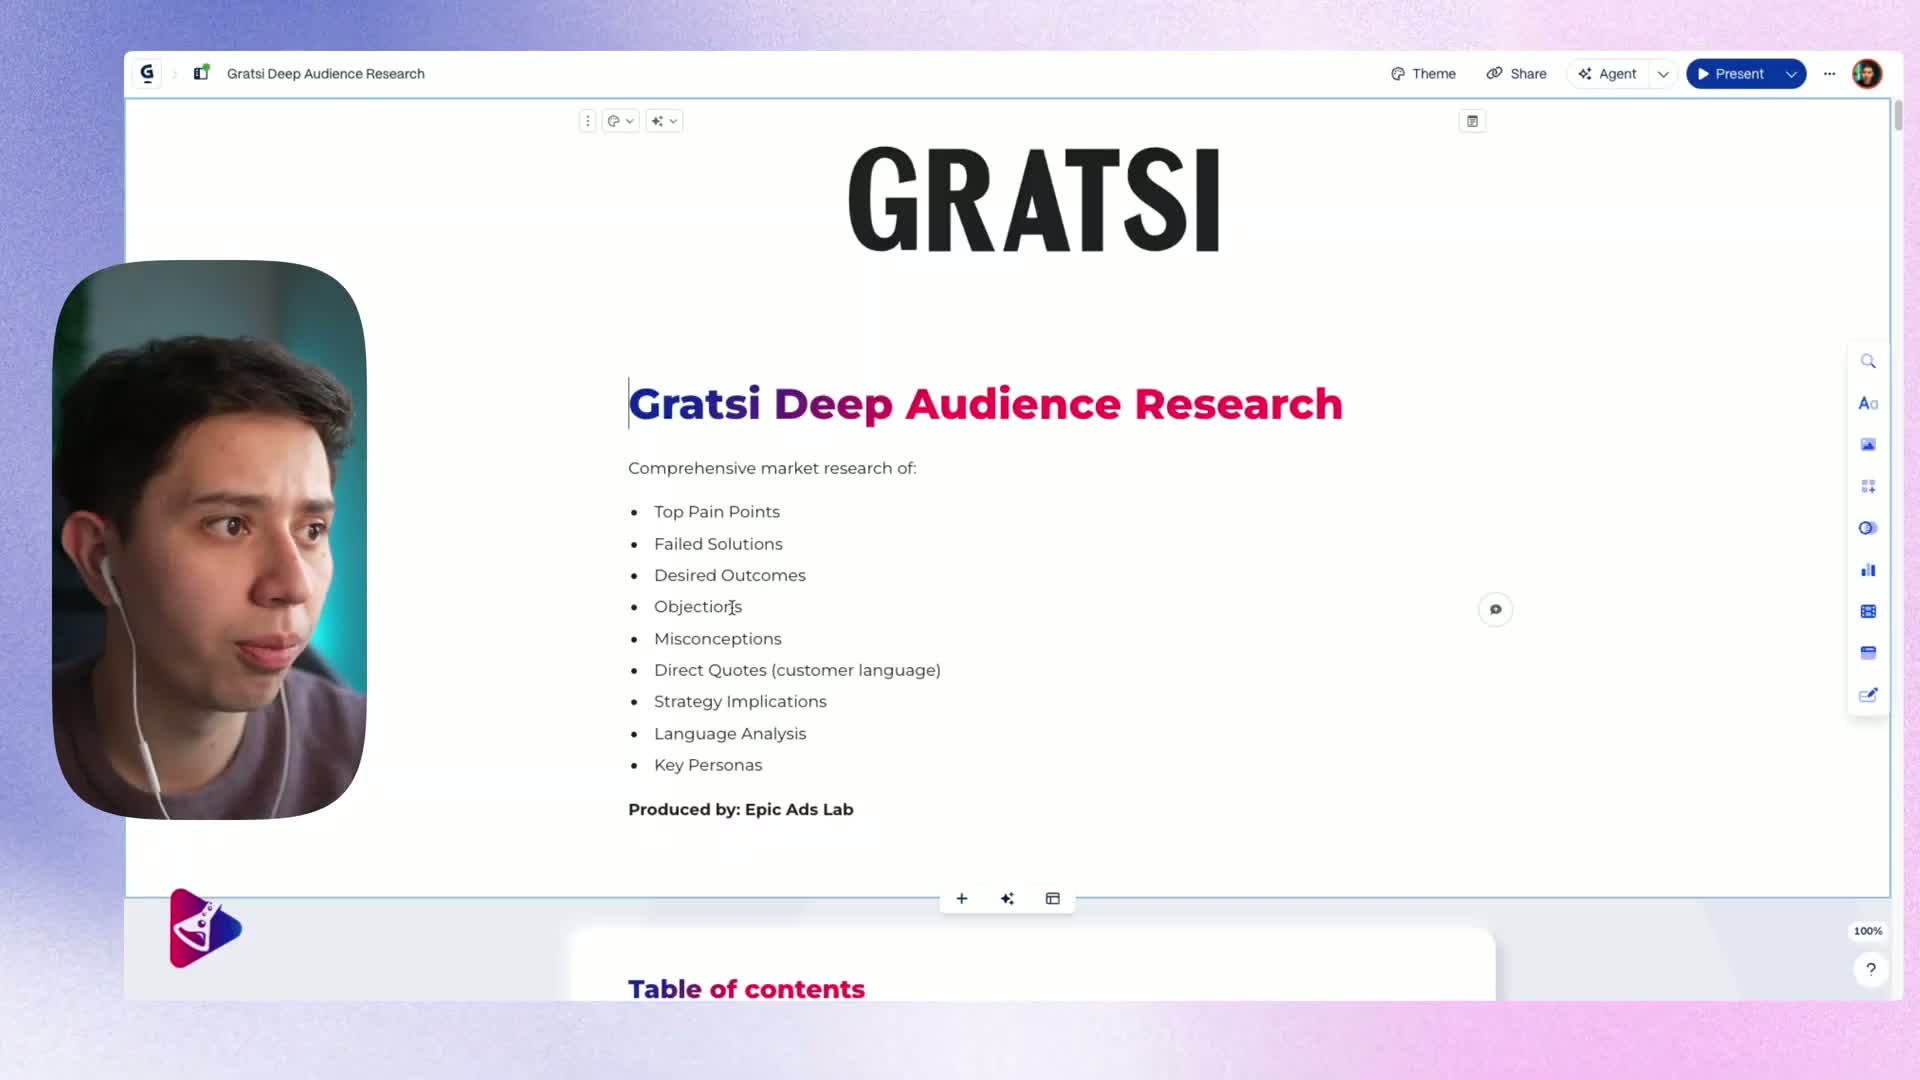 Gratsi Deep Audience Research
Theme
Share
Agent
Present
GRATSI
Gratsi Deep Audience Research
Comprehensive market research of:
Top Pain Points
Failed Solutions
Desired Outcomes
Objections
Misconceptions
Direct Quotes (customer language)
Strategy Implications
Language Analysis
Key Personas
Produced by: Epic Ads Lab
Aa
100%
?
Table of contents